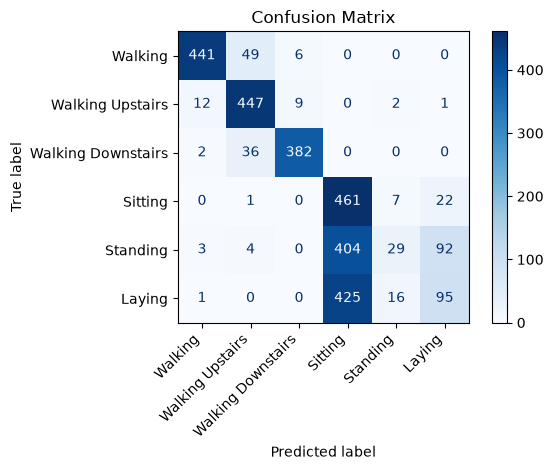 Confusion Matrix
True label
Walking 441 49 6 0 0 0
Walking Upstairs 12 447 9 0 2 1
Walking Downstairs 2 36 382 0 0 0
Sitting 0 1 0 461 7 22
Standing 3 4 0 404 29 92
Laying 1 0 0 425 16 95
Walking
Walking Upstairs
Walking Downstairs
Sitting
Standing
Laying
Predicted label
400
300
200
100
0